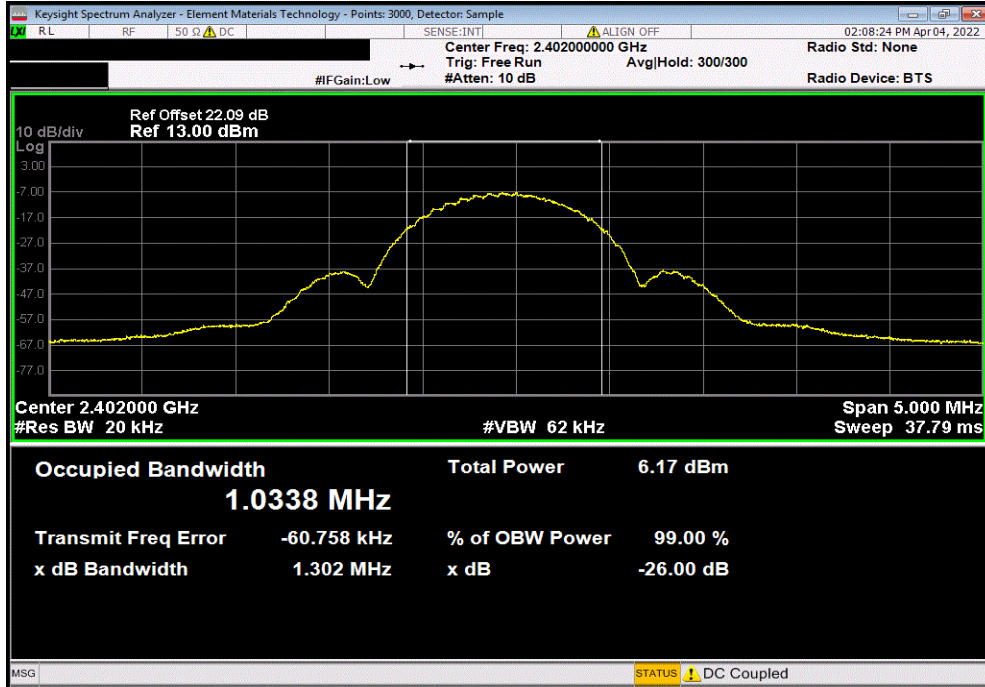 Keysight Spectrum Analyzer - Element Materials Technology - Points: 3000, Detector: Sample
LXI RL RF 50 Ω DC SENSE:INT ALIGN OFF 02:08:24 PM Apr 04, 2022
Center Freq: 2.402000000 GHz Radio Std: None
Trig: Free Run Avg|Hold: 300/300
#IFGain:Low #Atten: 10 dB Radio Device: BTS
Ref Offset 22.09 dB
10 dB/div Ref 13.00 dBm
Log
3.00
-7.00
-17.0
-27.0
-37.0
-47.0
-57.0
-67.0
-77.0
Center 2.402000 GHz Span 5.000 MHz
#Res BW 20 kHz #VBW 62 kHz Sweep 37.79 ms
Occupied Bandwidth Total Power 6.17 dBm
1.0338 MHz
Transmit Freq Error -60.758 kHz % of OBW Power 99.00 %
x dB Bandwidth 1.302 MHz x dB -26.00 dB
MSG STATUS DC Coupled